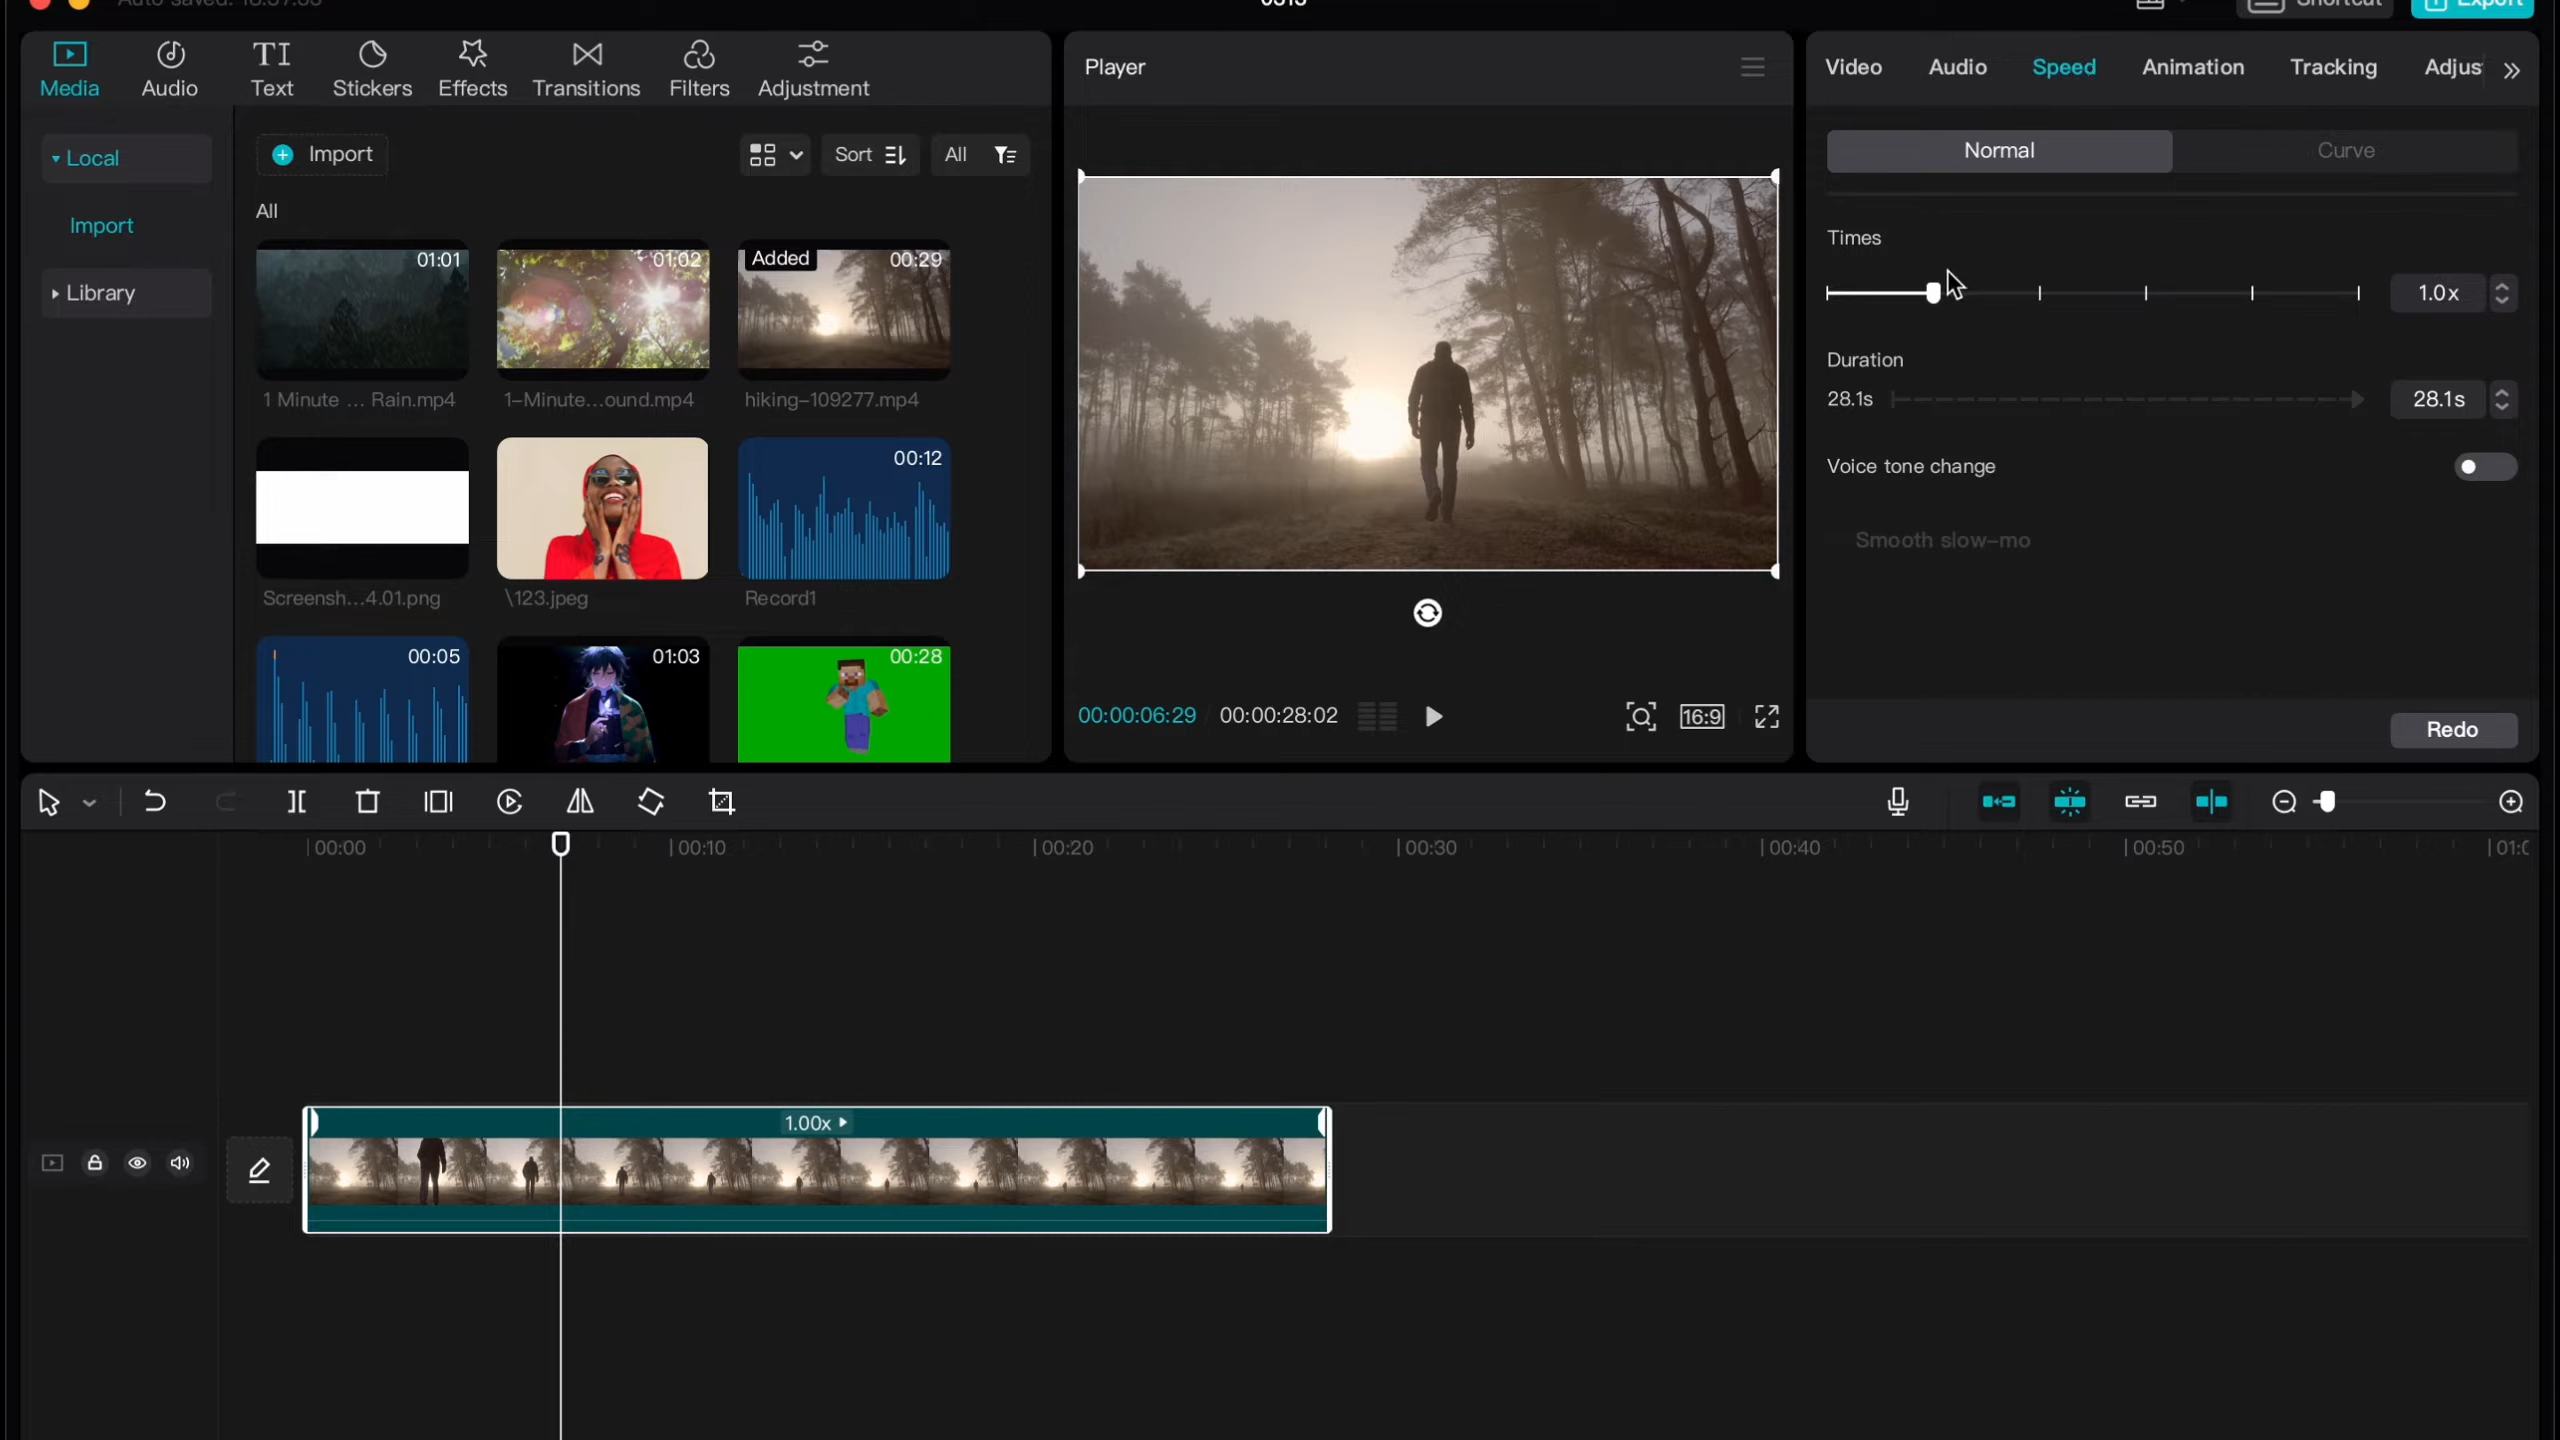 Auto saved: 18:37:33
0313
Shortcut
Export
Media
Audio
Text
Stickers
Effects
Transitions
Filters
Adjustment
Local
Import
Library
Import
Sort
All
All
01:01
1 Minute ... Rain.mp4
01:02
1-Minute...ound.mp4
Added
00:29
hiking-109277.mp4
Screensh...4.01.png
\123.jpeg
00:12
Record1
00:05
01:03
00:28
Player
00:00:06:29
00:00:28:02
16:9
Video
Audio
Speed
Animation
Tracking
Adjus
Normal
Curve
Times
1.0x
Duration
28.1s
28.1s
Voice tone change
Smooth slow-mo
Redo
00:00
00:10
00:20
00:30
00:40
00:50
01:0
1.00x